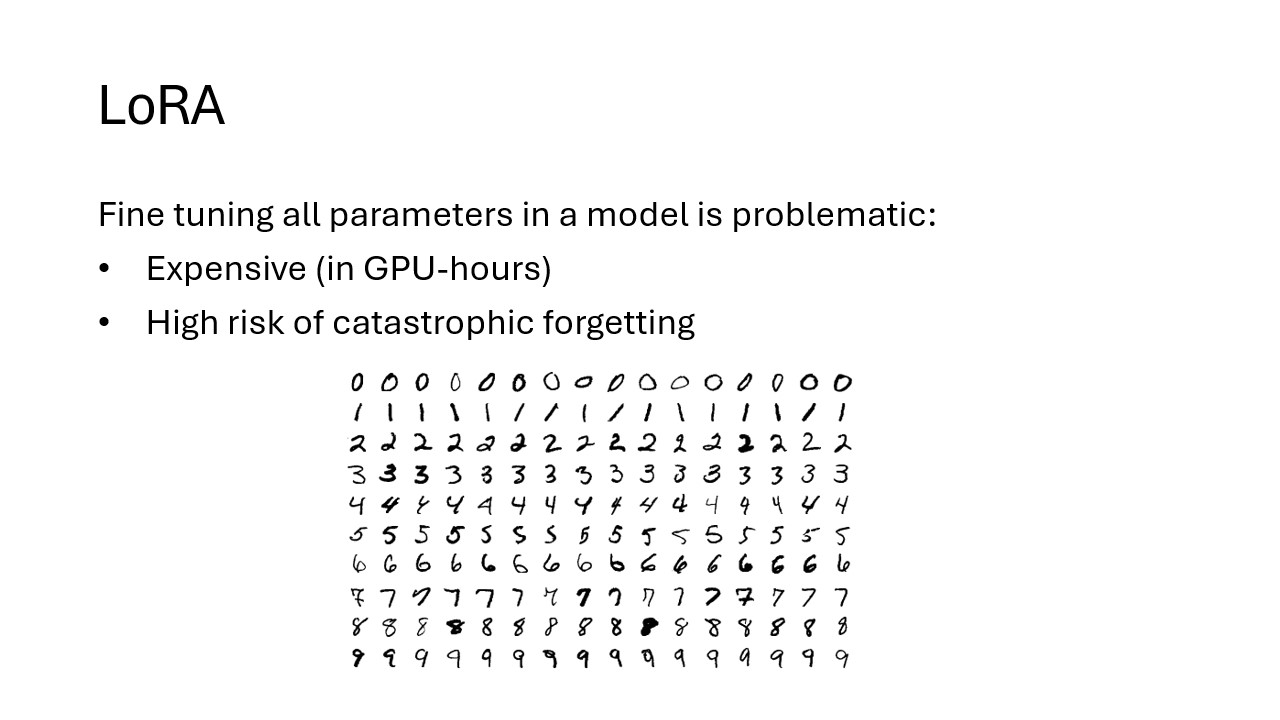 LoRA
Fine tuning all parameters in a model is problematic:
• Expensive (in GPU-hours)
• High risk of catastrophic forgetting
0 0 0 0 0 0 0 0 0 0 0 0 0 0 0 0
1 1 1 1 1 1 1 1 1 1 1 1 1 1 1 1
2 2 2 2 2 2 2 2 2 2 2 2 2 2 2 2
3 3 3 3 3 3 3 3 3 3 3 3 3 3 3 3
4 4 4 4 4 4 4 4 4 4 4 4 4 4 4 4
5 5 5 5 5 5 5 5 5 5 5 5 5 5 5 5
6 6 6 6 6 6 6 6 6 6 6 6 6 6 6 6
7 7 7 7 7 7 7 7 7 7 7 7 7 7 7 7
8 8 8 8 8 8 8 8 8 8 8 8 8 8 8 8
9 9 9 9 9 9 9 9 9 9 9 9 9 9 9 9